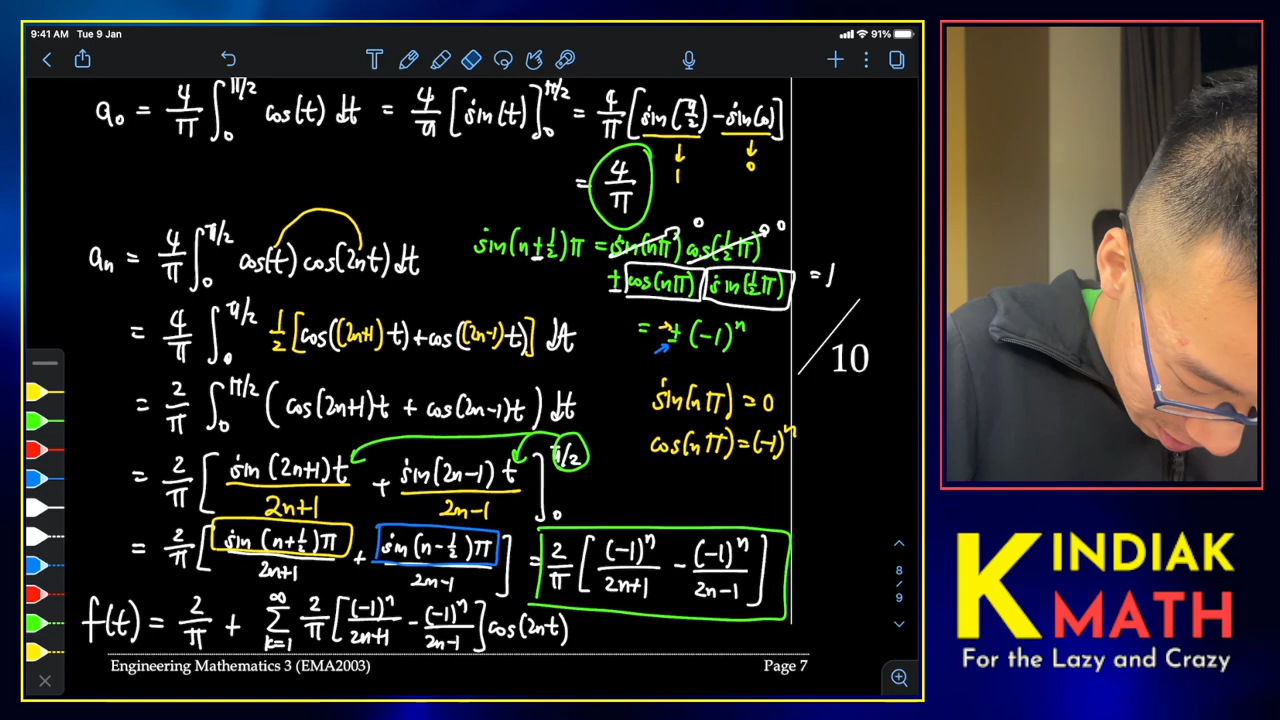 9:41 AM Tue 9 Jan 91%
a₀ = 4/π ∫₀^π/2 cos(t) dt = 4/π [sin(t)]₀^π/2 = 4/π [sin(π/2) - sin(0)]
↓ 1 ↓ 0
= 4/π
aₙ = 4/π ∫₀^π/2 cos(t) cos(2nt) dt
sin(n ± ½)π = sin(nπ) cos(½π) 0 0
± cos(nπ) sin(½π) = 1
= 4/π ∫₀^π/2 ½ [cos((2n+1)t) + cos((2n-1)t)] dt
= ± (-1)ⁿ
/10
= 2/π ∫₀^π/2 (cos(2n+1)t + cos(2n-1)t) dt
sin(nπ) = 0
cos(nπ) = (-1)ⁿ
= 2/π [sin(2n+1)t / 2n+1 + sin(2n-1)t / 2n-1]₀^π/2
= 2/π [sin(n+½)π / 2n+1 + sin(n-½)π / 2n-1] = 2/π [(-1)ⁿ / 2n+1 - (-1)ⁿ / 2n-1]
f(t) = 2/π + ∑_{k=1}^∞ 2/π [(-1)ⁿ / 2n+1 - (-1)ⁿ / 2n-1] cos(2nt)
Engineering Mathematics 3 (EMA2003) Page 7
8 / 9
KINDIAK
MATH
For the Lazy and Crazy